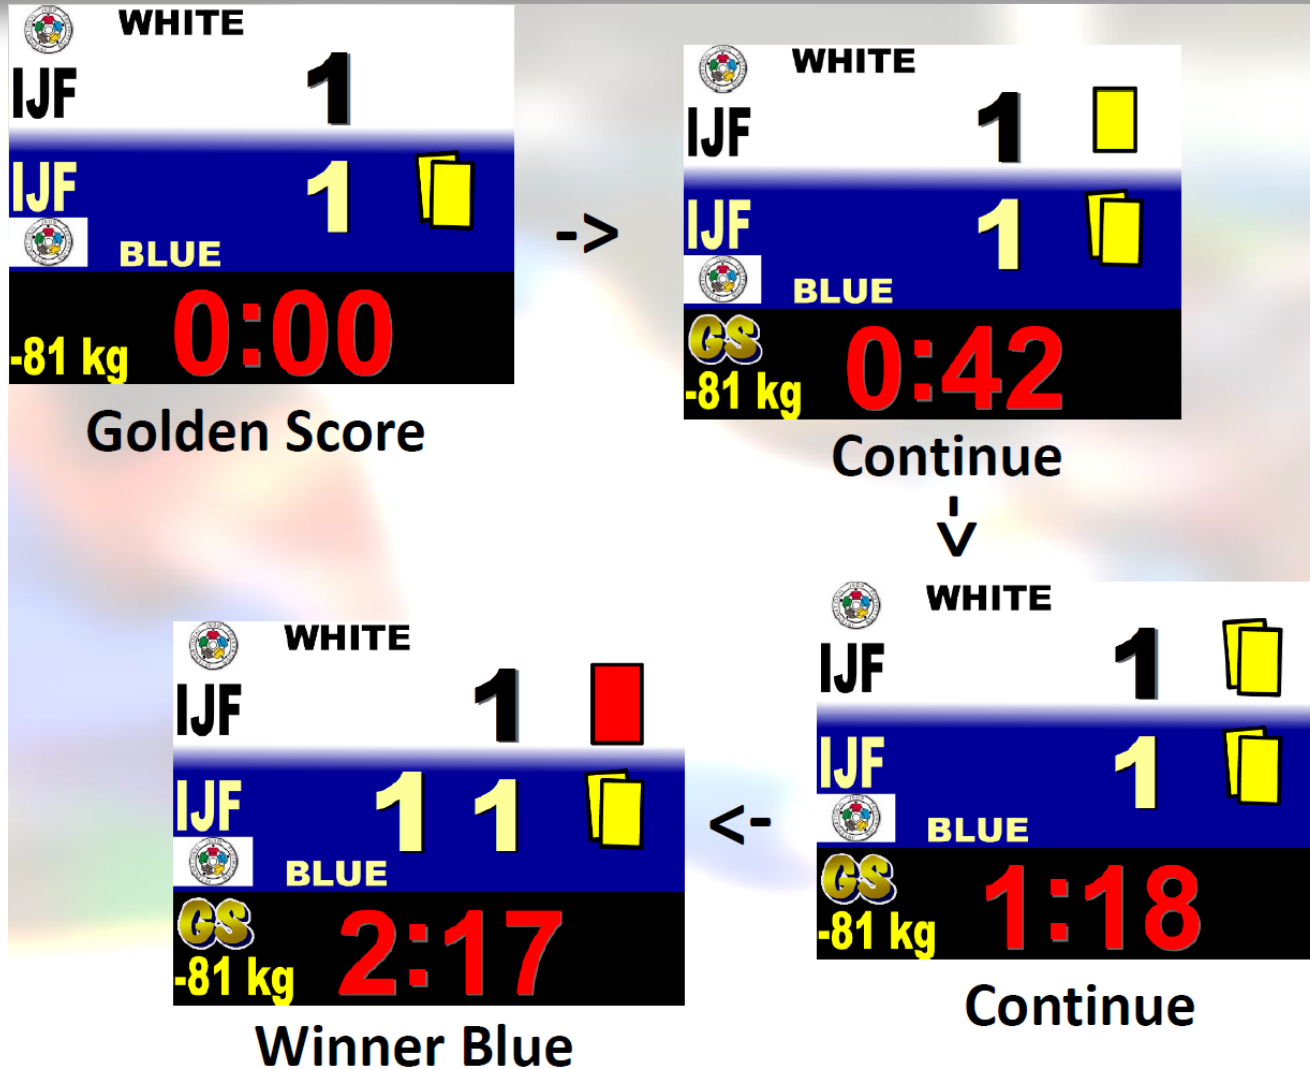 WHITE
IJF 1
IJF 1
BLUE
-81 kg 0:00
Golden Score
->
WHITE
IJF 1
IJF 1
BLUE
GS
-81 kg 0:42
Continue
->
WHITE
IJF 1
IJF 1
BLUE
GS
-81 kg 1:18
Continue
<-
WHITE
IJF 1
IJF 1 1
BLUE
GS
-81 kg 2:17
Winner Blue